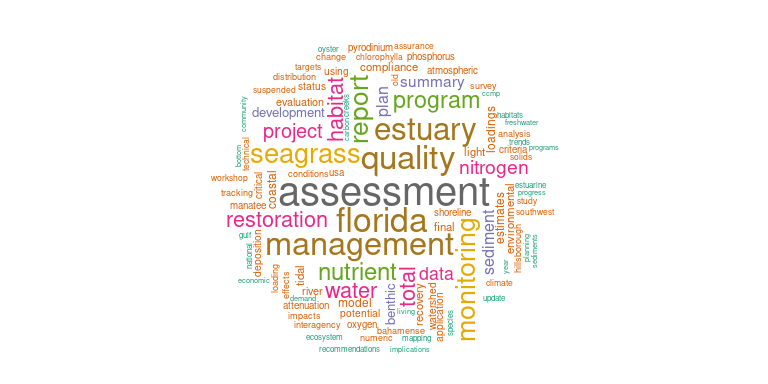 oyster
pyrodinium
assurance
change
chlorophylla
phosphorus
targets
using
compliance
atmospheric
distribution
status
old
summary
survey
suspended
habitat
report
plan
program
ccmp
community
evaluation
carbon
creeks
development
loadings
habitats
freshwater
project
estuary
analysis
technical
bottom
seagrass
quality
light
criteria
trends
programs
solids
workshop
conditions
usa
nitrogen
tracking
critical
coastal
assessment
estuarine
progress
manatee
study
restoration
florida
shoreline
southwest
final
gulf
management
monitoring
sediment
estimates
environmental
hillsborough
planning
sediments
national
deposition
nutrient
total
data
year
economic
loading
effects
tidal
water
river
benthic
recovery
watershed
application
climate
demand
update
attenuation
model
living
species
impacts
potential
interagency
oxygen
bahamense
ecosystem
numeric
mapping
recommendations
implications